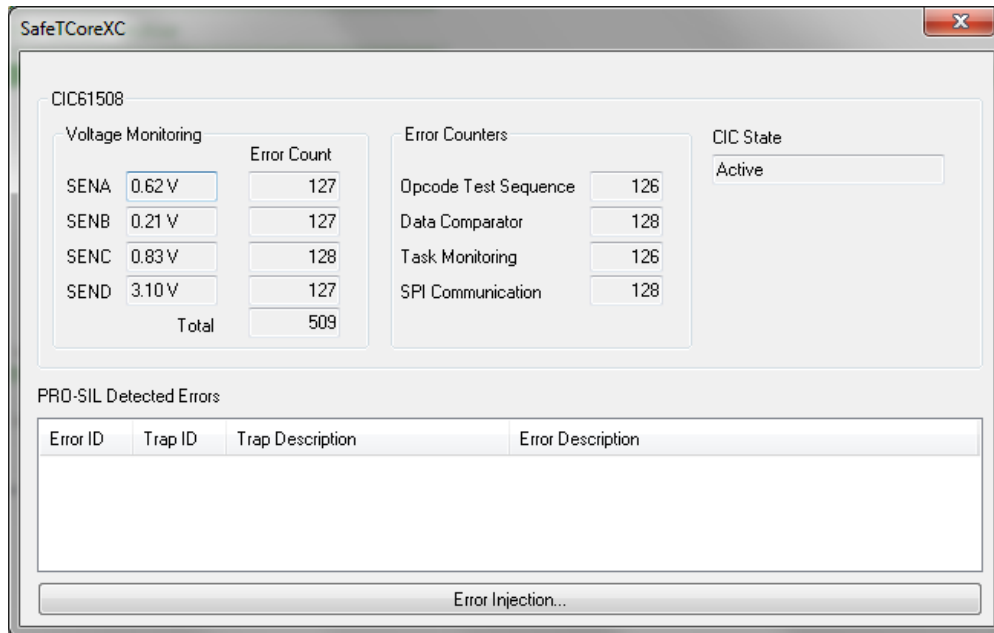 SafeTCoreXC
CIC61508
Voltage Monitoring
Error Count
SENA 0.62 V 127
SENB 0.21 V 127
SENC 0.83 V 128
SEND 3.10 V 127
Total 509
Error Counters
Opcode Test Sequence 126
Data Comparator 128
Task Monitoring 126
SPI Communication 128
CIC State
Active
PRO-SIL Detected Errors
Error ID Trap ID Trap Description Error Description
Error Injection...